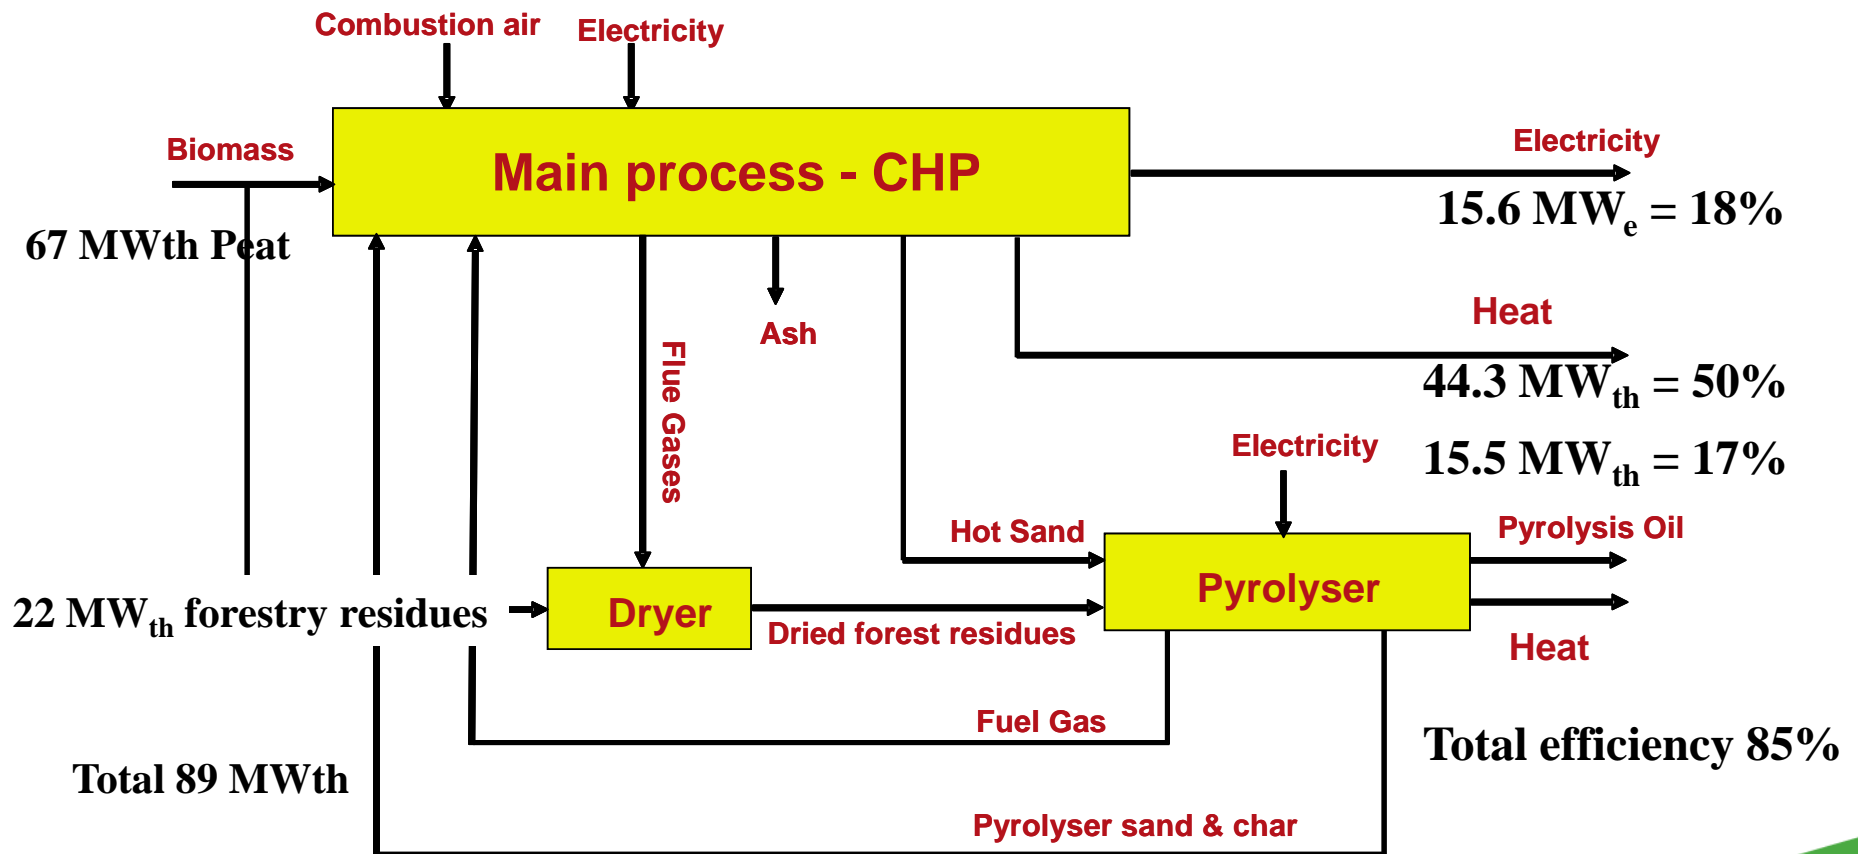 Combustion air
Electricity
Biomass
Main process - CHP
Electricity
15.6 MWe = 18%
67 MWth Peat
Heat
Ash
Flue Gases
44.3 MWth = 50%
Electricity
15.5 MWth = 17%
Hot Sand
Pyrolysis Oil
Pyrolyser
22 MWth forestry residues
Dryer
Dried forest residues
Heat
Fuel Gas
Total efficiency 85%
Total 89 MWth
Pyrolyser sand & char